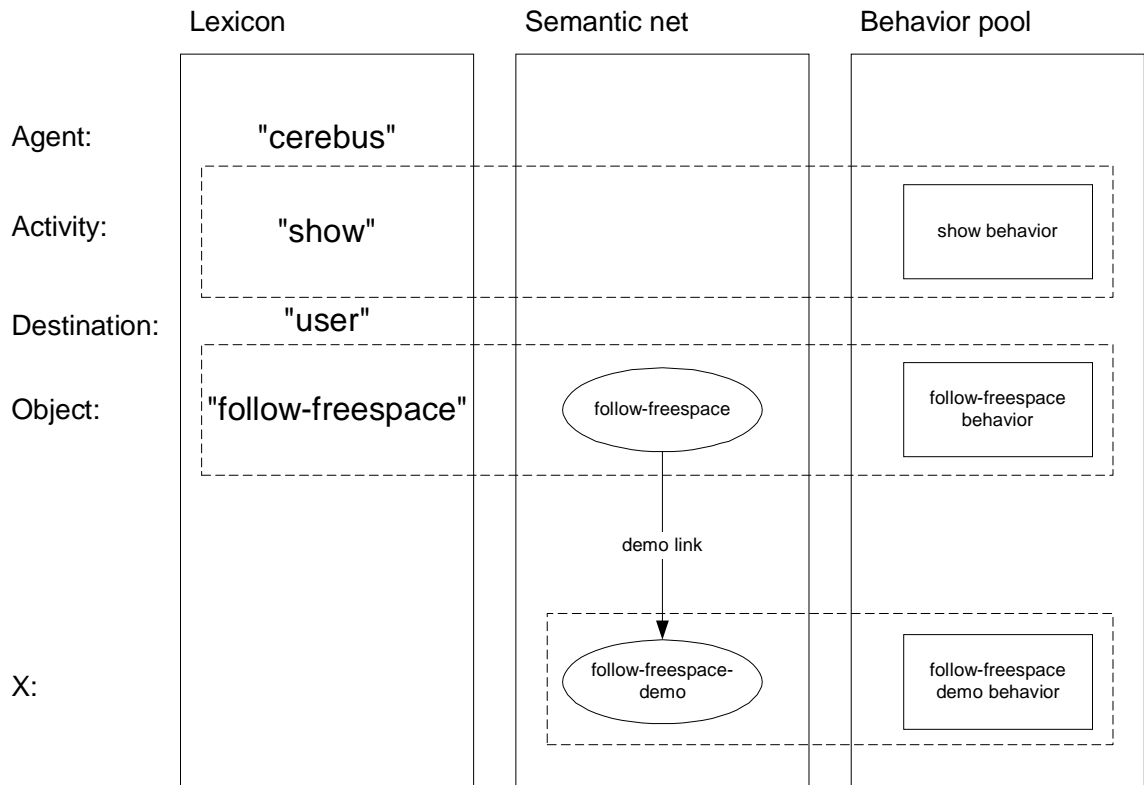 Lexicon Semantic net Behavior pool
Agent: "cerebus"
Activity: "show" show behavior
Destination: "user"
Object: "follow-freespace" follow-freespace follow-freespace
behavior
demo link
X: follow-freespace-
demo follow-freespace
demo behavior